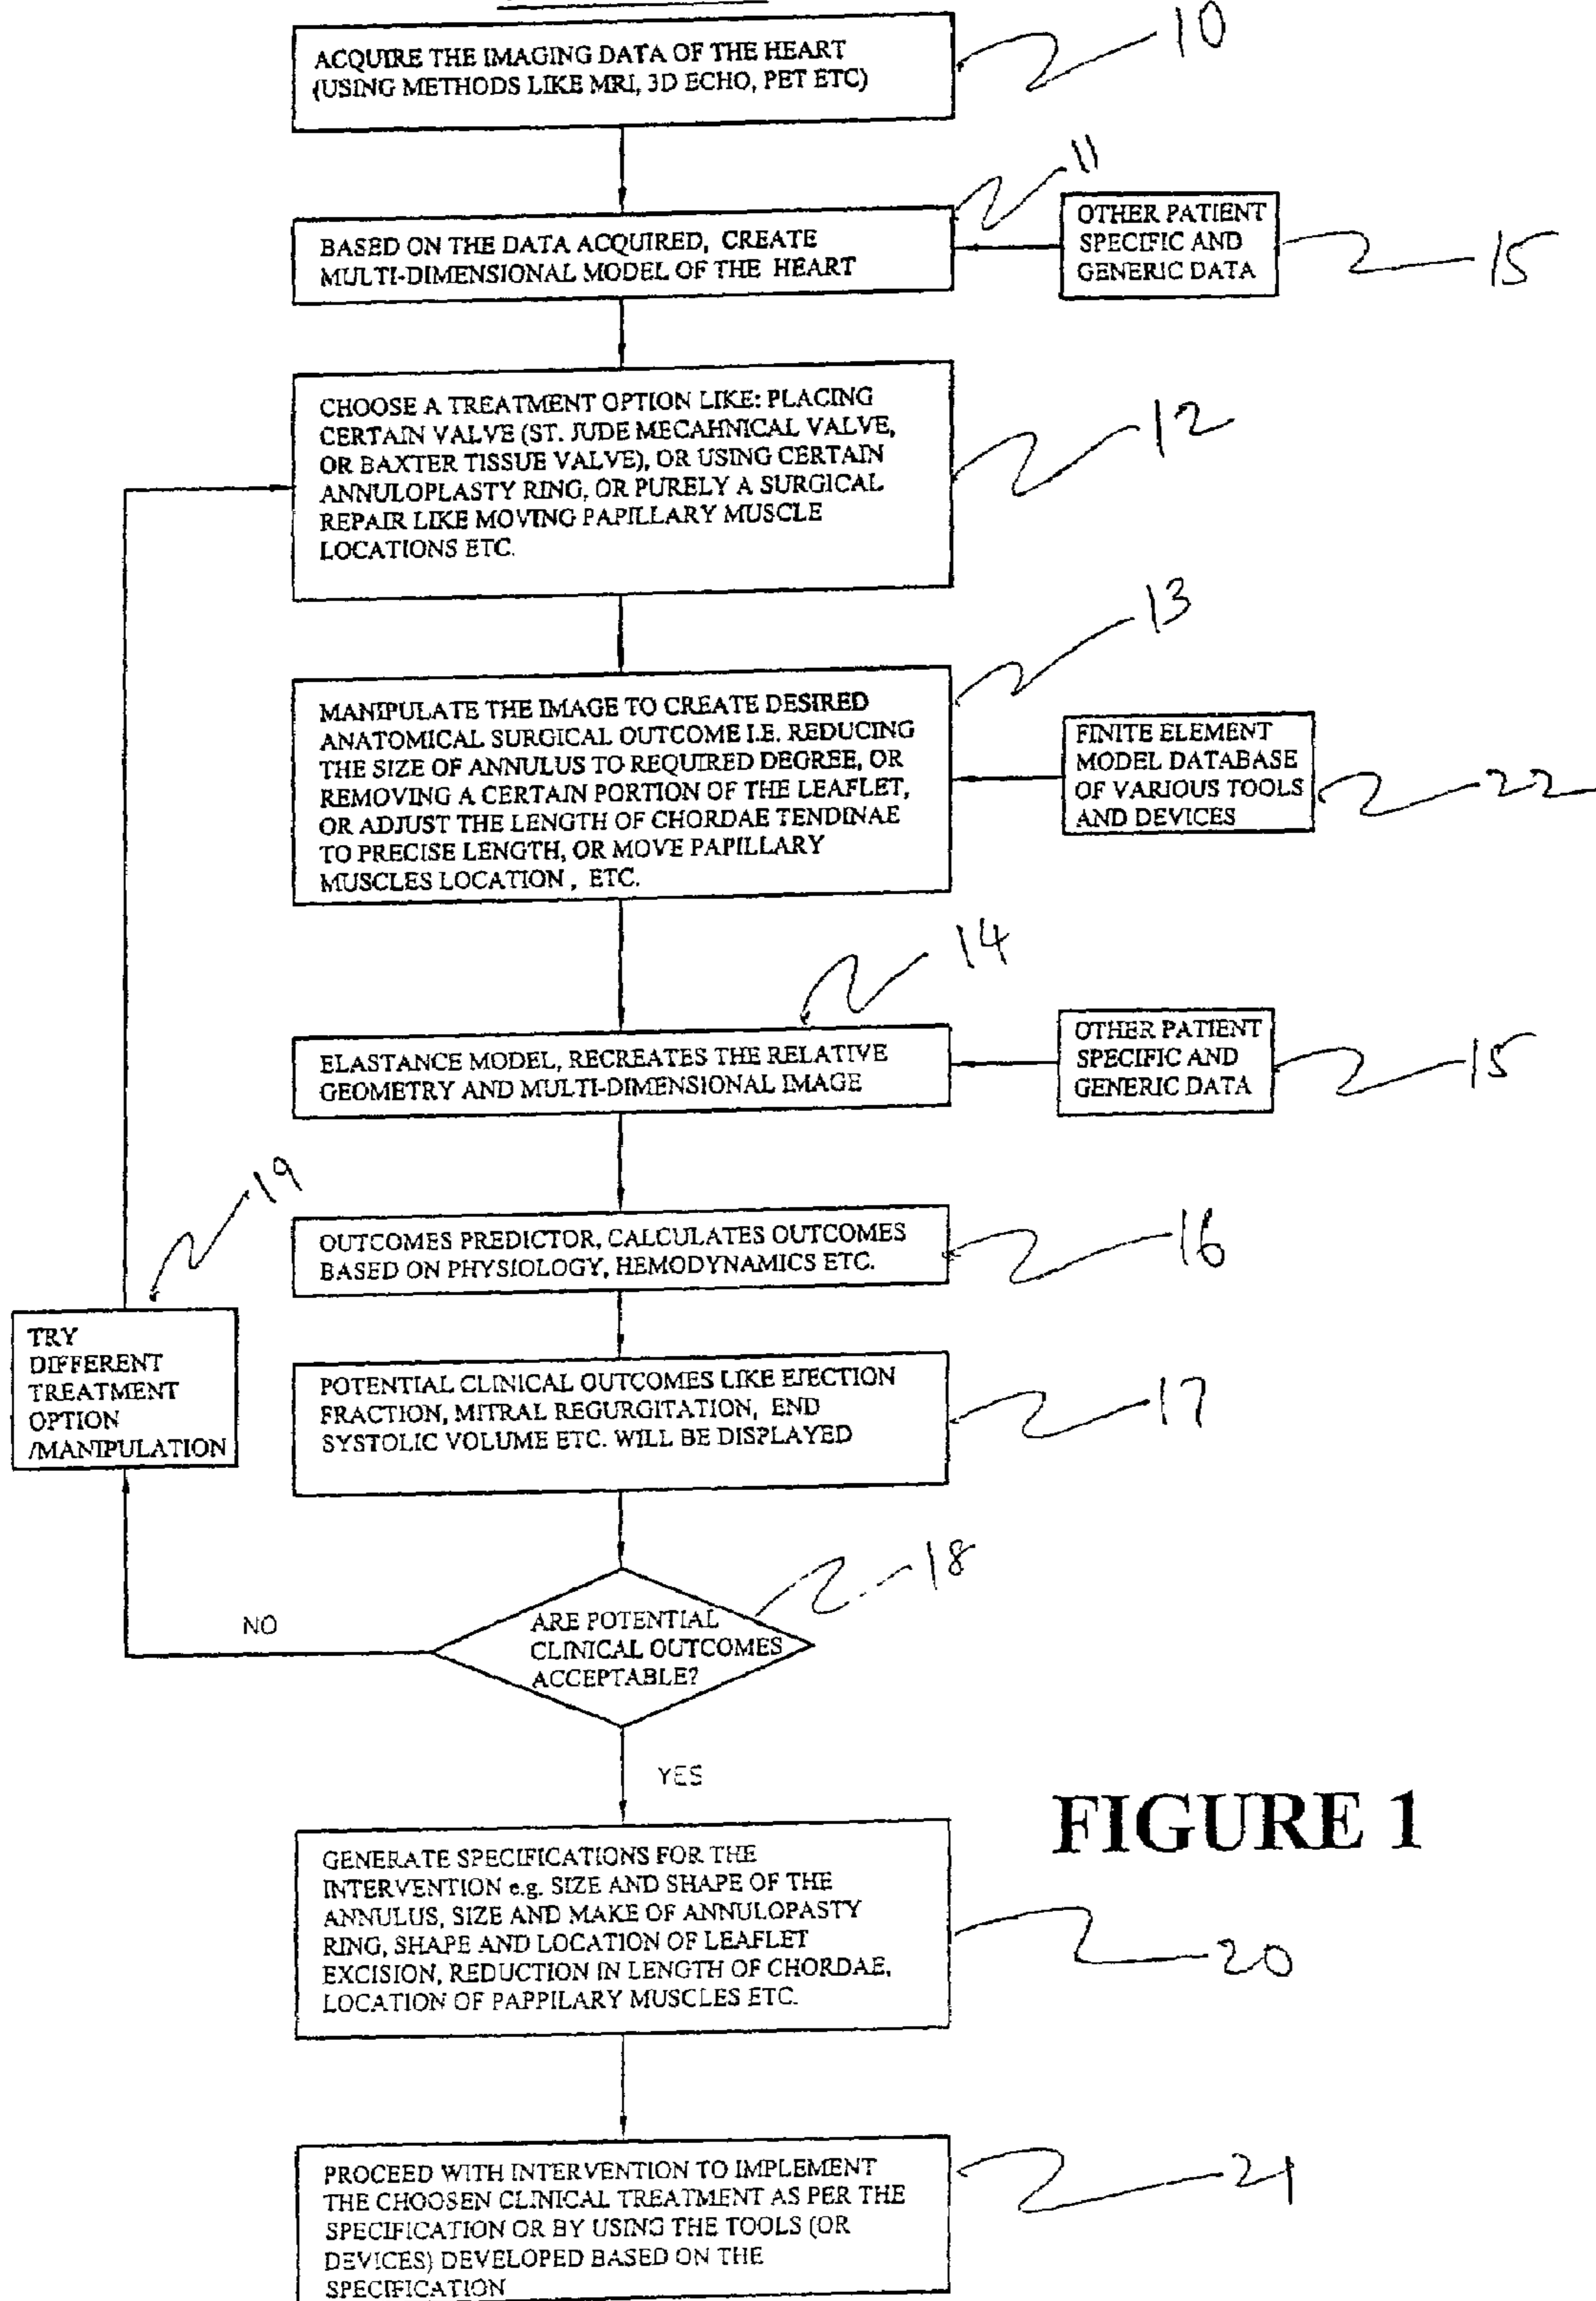 ACQUIRE THE IMAGING DATA OF THE HEART
(USING METHODS LIKE MRI, 3D ECHO, PET ETC)
10
11
BASED ON THE DATA ACQUIRED, CREATE
MULTI-DIMENSIONAL MODEL OF THE HEART
OTHER PATIENT
SPECIFIC AND
GENERIC DATA
15
CHOOSE A TREATMENT OPTION LIKE: PLACING
CERTAIN VALVE (ST. JUDE MECAHNICAL VALVE,
OR BAXTER TISSUE VALVE), OR USING CERTAIN
ANNULOPLASTY RING, OR PURELY A SURGICAL
REPAIR LIKE MOVING PAPILLARY MUSCLE
LOCATIONS ETC.
12
13
MANIPULATE THE IMAGE TO CREATE DESIRED
ANATOMICAL SURGICAL OUTCOME I.E. REDUCING
THE SIZE OF ANNULUS TO REQUIRED DEGREE, OR
REMOVING A CERTAIN PORTION OF THE LEAFLET,
OR ADJUST THE LENGTH OF CHORDAE TENDINAE
TO PRECISE LENGTH, OR MOVE PAPILLARY
MUSCLES LOCATION , ETC.
FINITE ELEMENT
MODEL DATABASE
OF VARIOUS TOOLS
AND DEVICES
22
14
ELASTANCE MODEL, RECREATES THE RELATIVE
GEOMETRY AND MULTI-DIMENSIONAL IMAGE
OTHER PATIENT
SPECIFIC AND
GENERIC DATA
15
19
OUTCOMES PREDICTOR, CALCULATES OUTCOMES
BASED ON PHYSIOLOGY, HEMODYNAMICS ETC.
16
TRY
DIFFERENT
TREATMENT
OPTION
/MANIPULATION
POTENTIAL CLINICAL OUTCOMES LIKE EJECTION
FRACTION, MITRAL REGURGITATION, END
SYSTOLIC VOLUME ETC. WILL BE DISPLAYED
17
18
NO
ARE POTENTIAL
CLINICAL OUTCOMES
ACCEPTABLE?
YES
FIGURE 1
GENERATE SPECIFICATIONS FOR THE
INTERVENTION e.g. SIZE AND SHAPE OF THE
ANNULUS, SIZE AND MAKE OF ANNULOPASTY
RING, SHAPE AND LOCATION OF LEAFLET
EXCISION, REDUCTION IN LENGTH OF CHORDAE,
LOCATION OF PAPPILARY MUSCLES ETC.
20
PROCEED WITH INTERVENTION TO IMPLEMENT
THE CHOOSEN CLINICAL TREATMENT AS PER THE
SPECIFICATION OR BY USING THE TOOLS (OR
DEVICES) DEVELOPED BASED ON THE
SPECIFICATION
21